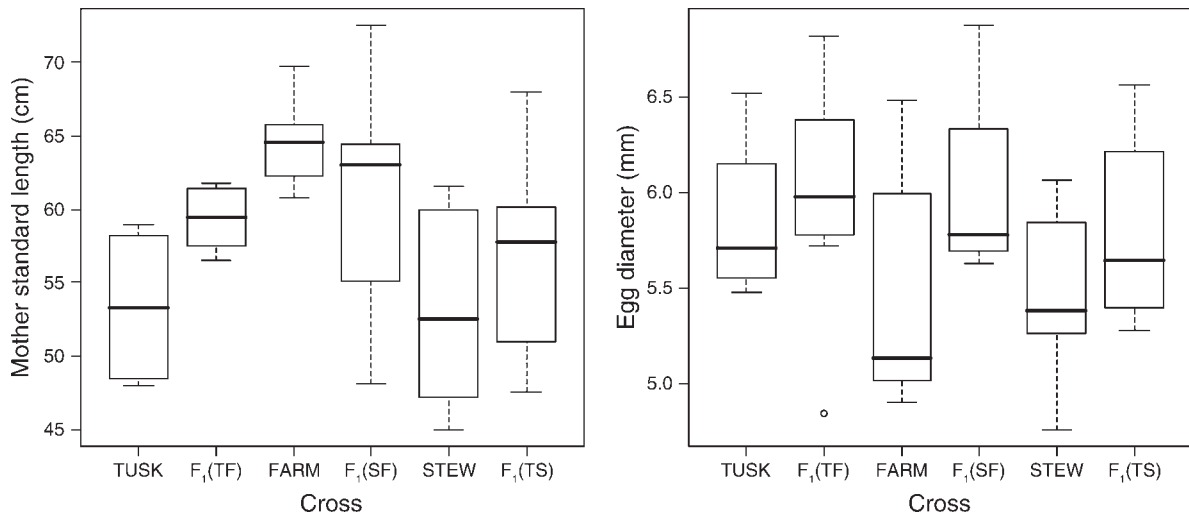 Mother standard length (cm)
70
65
60
55
50
45
TUSK F₁(TF) FARM F₁(SF) STEW F₁(TS)
Cross
Egg diameter (mm)
6.5
6.0
5.5
5.0
TUSK F₁(TF) FARM F₁(SF) STEW F₁(TS)
Cross